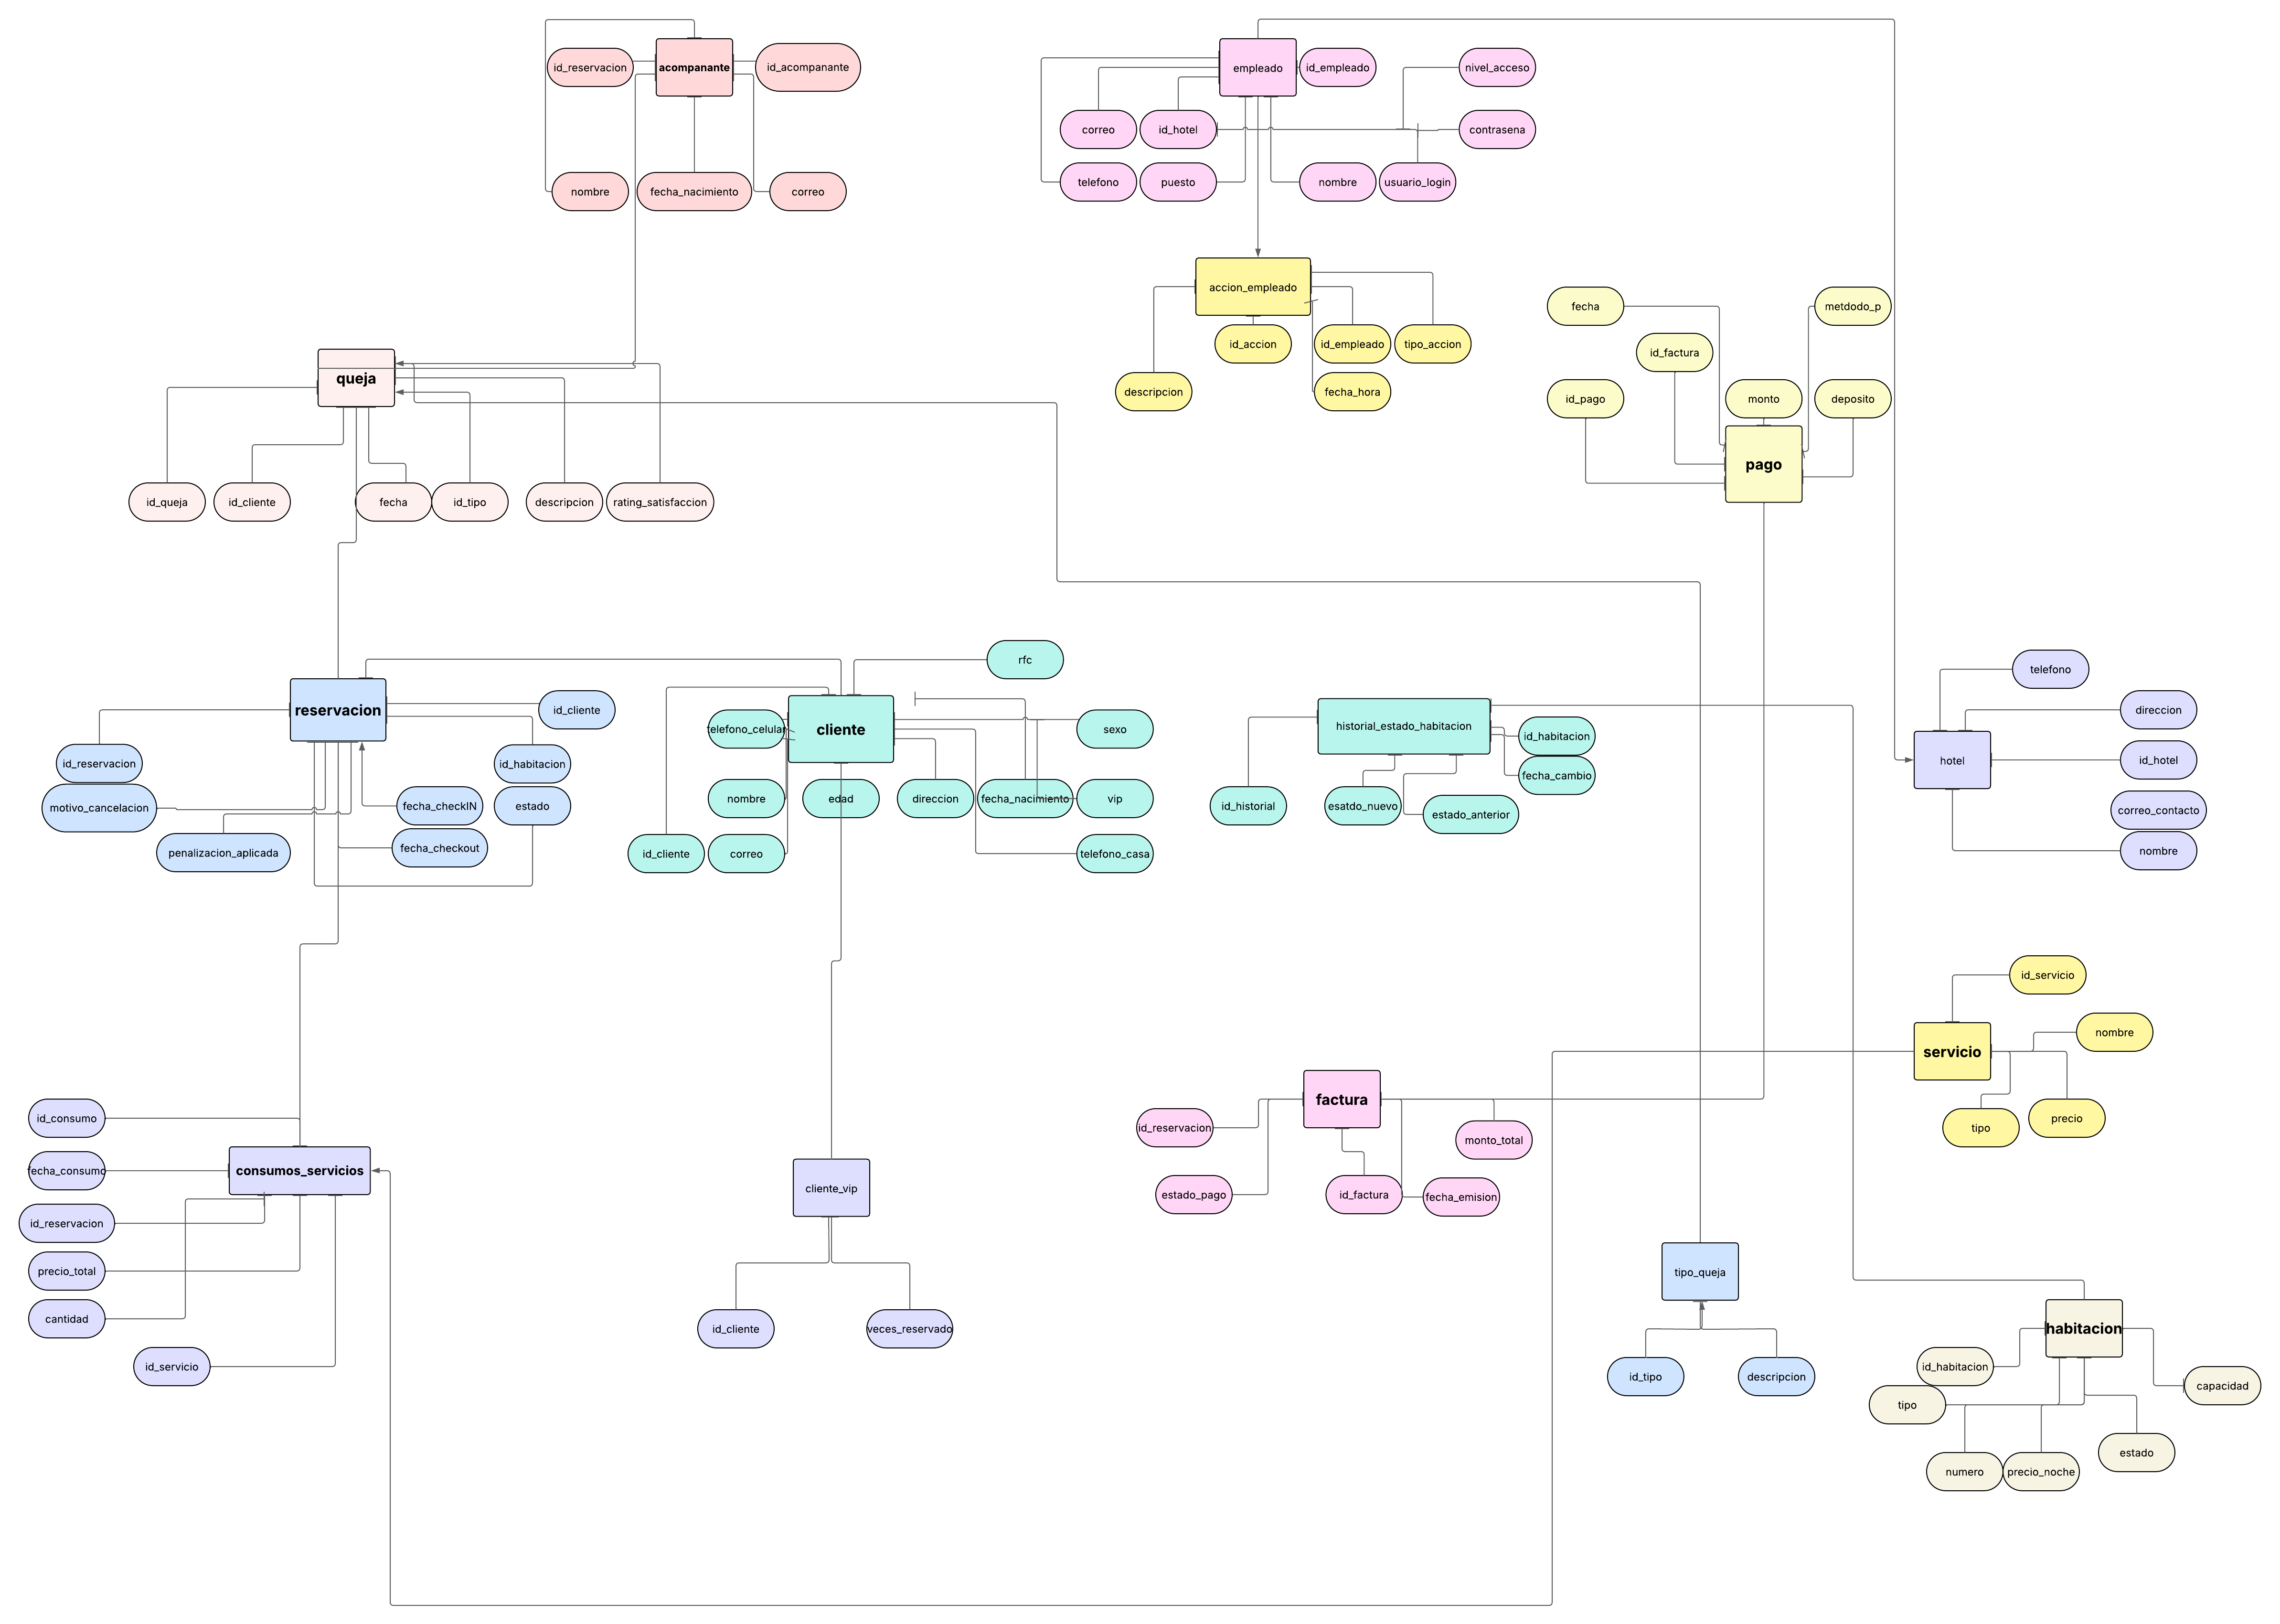 id_reservacion
acompanante
id_acompanante
nombre
fecha_nacimiento
correo
empleado
id_empleado
nivel_acceso
correo
id_hotel
contrasena
telefono
puesto
nombre
usuario_login
accion_empleado
id_accion
id_empleado
tipo_accion
descripcion
fecha_hora
fecha
metdodo_p
id_factura
id_pago
monto
deposito
pago
queja
id_queja
id_cliente
fecha
id_tipo
descripcion
rating_satisfaccion
reservacion
id_cliente
id_reservacion
id_habitacion
motivo_cancelacion
fecha_checkIN
estado
penalizacion_aplicada
fecha_checkout
rfc
telefono_celular
cliente
sexo
nombre
edad
direccion
fecha_nacimiento
vip
id_cliente
correo
telefono_casa
historial_estado_habitacion
id_habitacion
fecha_cambio
id_historial
esatdo_nuevo
estado_anterior
telefono
direccion
hotel
id_hotel
correo_contacto
nombre
id_servicio
nombre
servicio
tipo
precio
factura
id_reservacion
monto_total
estado_pago
id_factura
fecha_emision
id_consumo
fecha_consumo
consumos_servicios
id_reservacion
precio_total
cantidad
id_servicio
cliente_vip
id_cliente
veces_reservado
tipo_queja
id_tipo
descripcion
habitacion
id_habitacion
capacidad
tipo
estado
numero
precio_noche